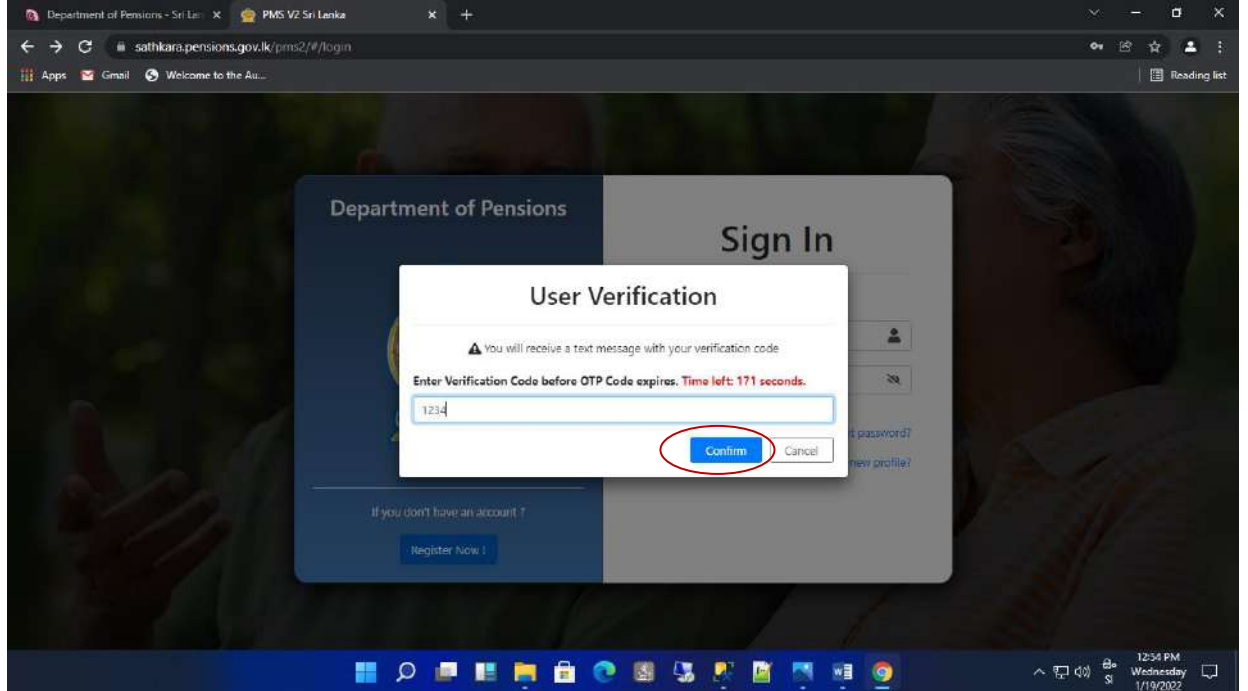 Department of Pensions - Sri Lan
PMS V2 Sri Lanka
sathkara.pensions.gov.lk/pms2/#/login
Apps
Gmail
Welcome to the Au...
Reading list
Department of Pensions
Sign In
User Verification
You will receive a text message with your verification code
Enter Verification Code before OTP Code expires. Time left: 171 seconds.
1234
Confirm
Cancel
password?
new profile?
If you don't have an account ?
Register Now !
SI
12:54 PM
Wednesday
1/19/2022